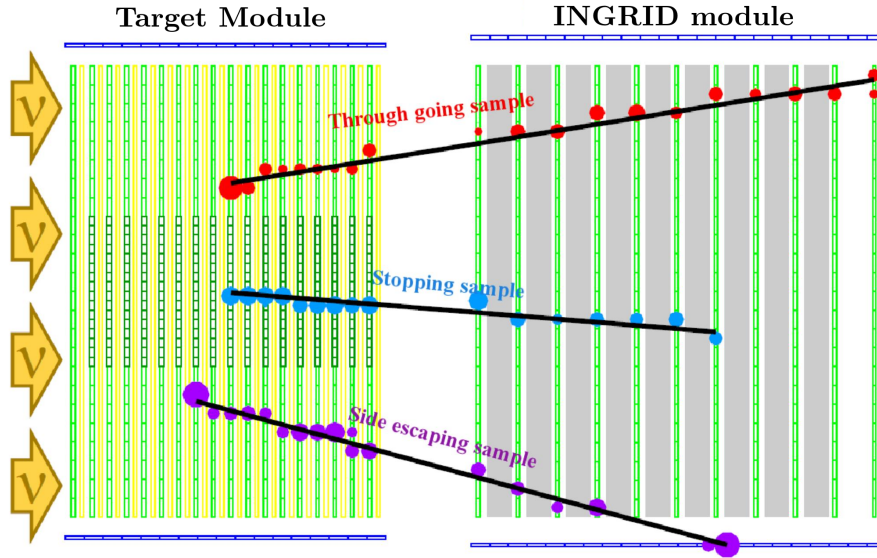 Target Module
INGRID module
Through going sample
ν
ν
Stopping sample
ν
Side escaping sample
ν